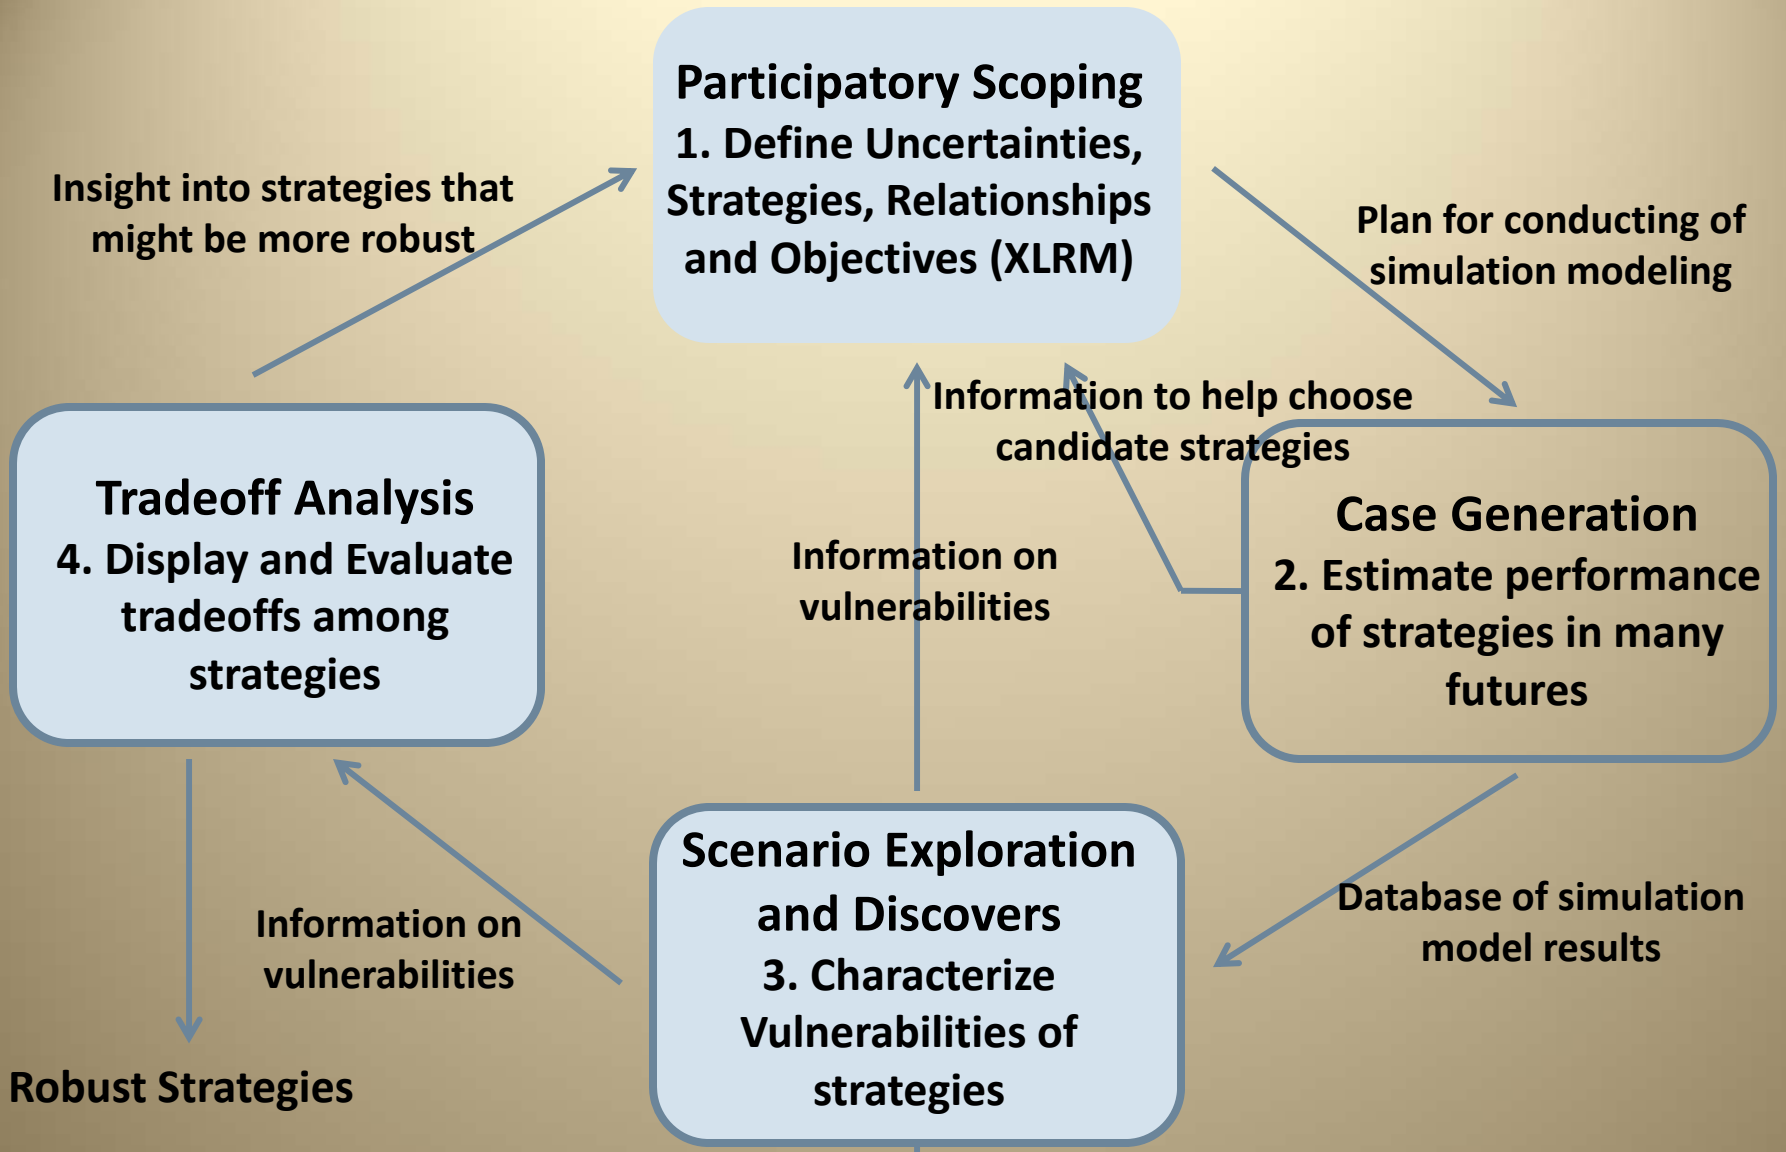 Participatory Scoping
1. Define Uncertainties,
Strategies, Relationships
and Objectives (XLRM)
Insight into strategies that
might be more robust
Plan for conducting of
simulation modeling
Information to help choose
candidate strategies
Tradeoff Analysis
4. Display and Evaluate
tradeoffs among
strategies
Case Generation
2. Estimate performance
of strategies in many
futures
Information on
vulnerabilities
Scenario Exploration
and Discovers
3. Characterize
Vulnerabilities of
strategies
Database of simulation
model results
Information on
vulnerabilities
Robust Strategies